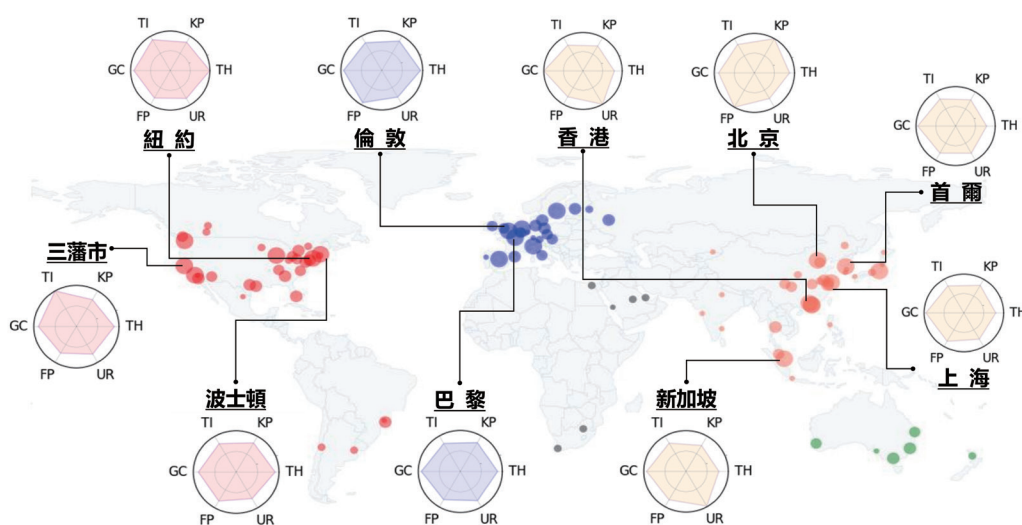 TI KP
GC TH
FP UR
紐約
TI KP
GC TH
FP UR
倫敦
TI KP
GC TH
FP UR
香港
TI KP
GC TH
FP UR
北京
TI KP
GC TH
FP UR
首爾
三藩市
TI KP
GC TH
FP UR
TI KP
GC TH
FP UR
上海
波士頓
TI KP
GC TH
FP UR
巴黎
TI KP
GC TH
FP UR
新加坡
TI KP
GC TH
FP UR